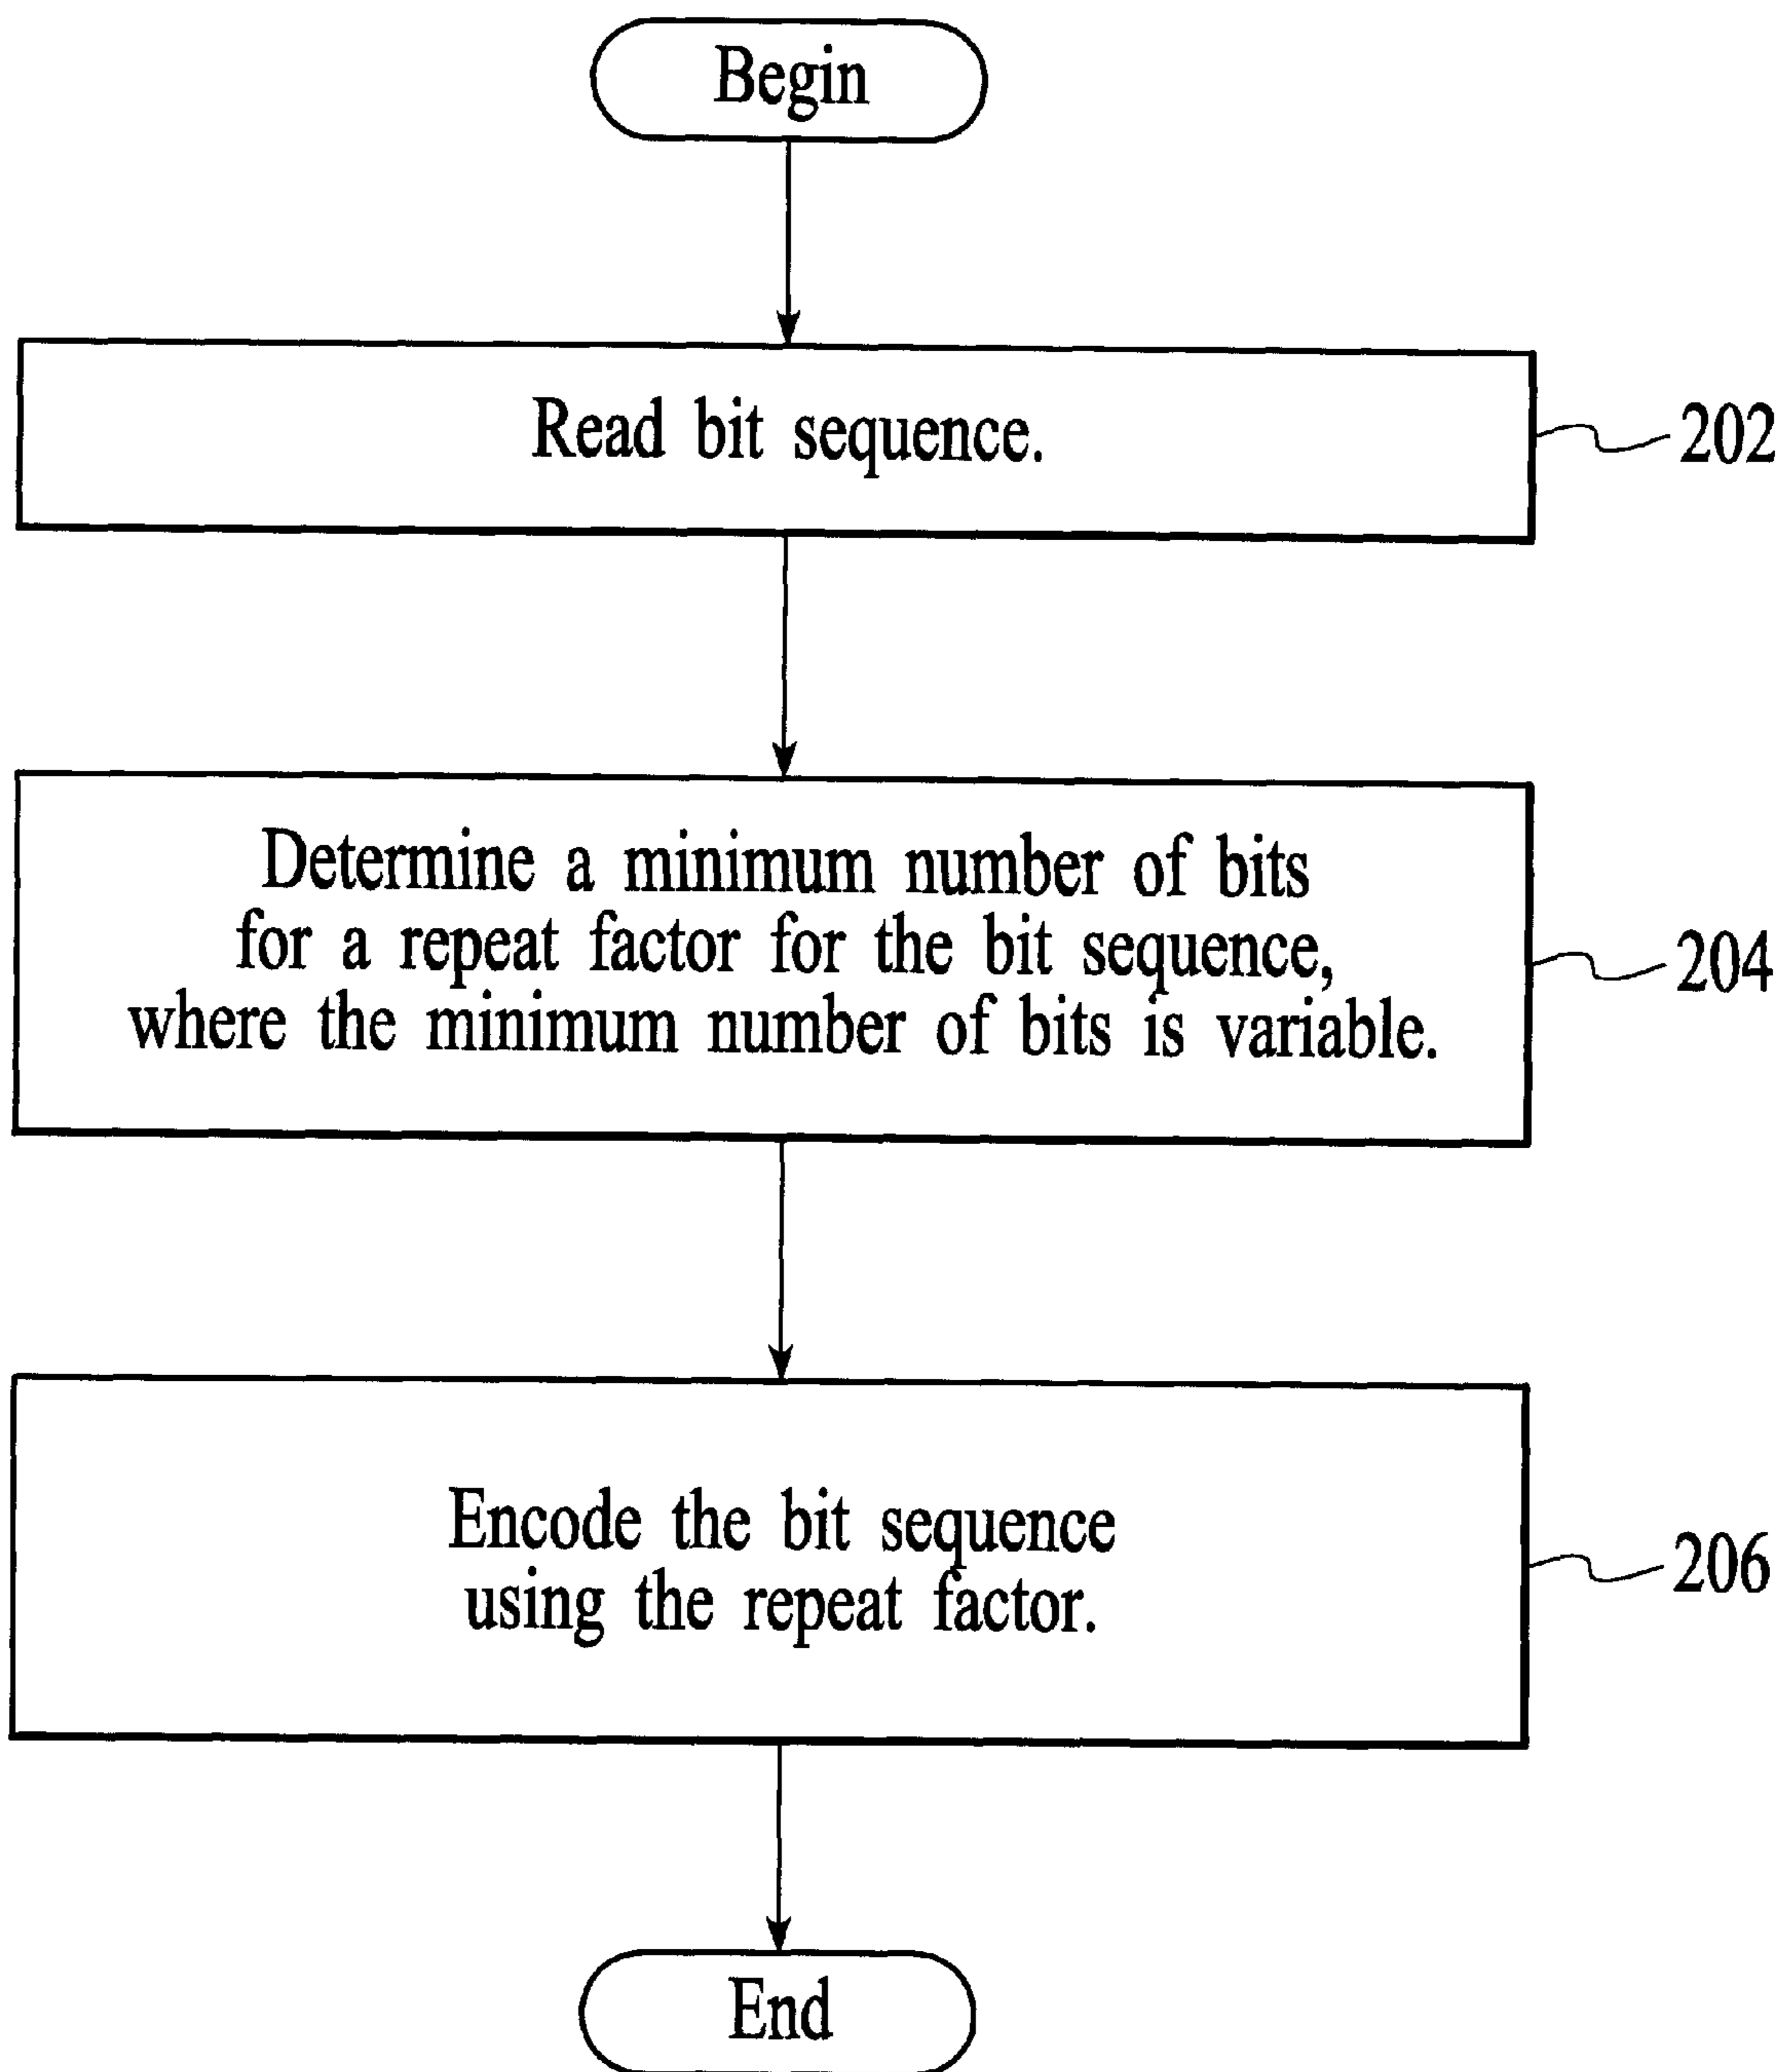 Begin
Read bit sequence.
202
Determine a minimum number of bits
for a repeat factor for the bit sequence,
where the minimum number of bits is variable.
204
Encode the bit sequence
using the repeat factor.
206
End